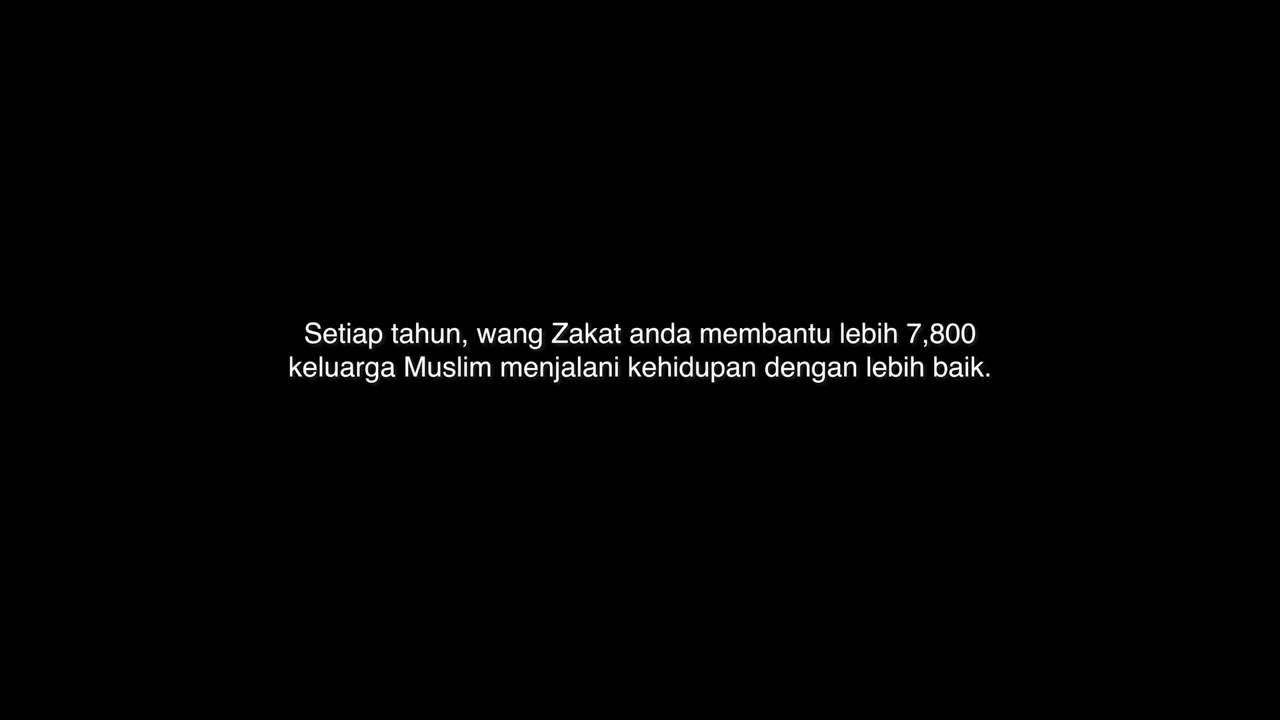 Setiap tahun, wang Zakat anda membantu lebih 7,800
keluarga Muslim menjalani kehidupan dengan lebih baik.